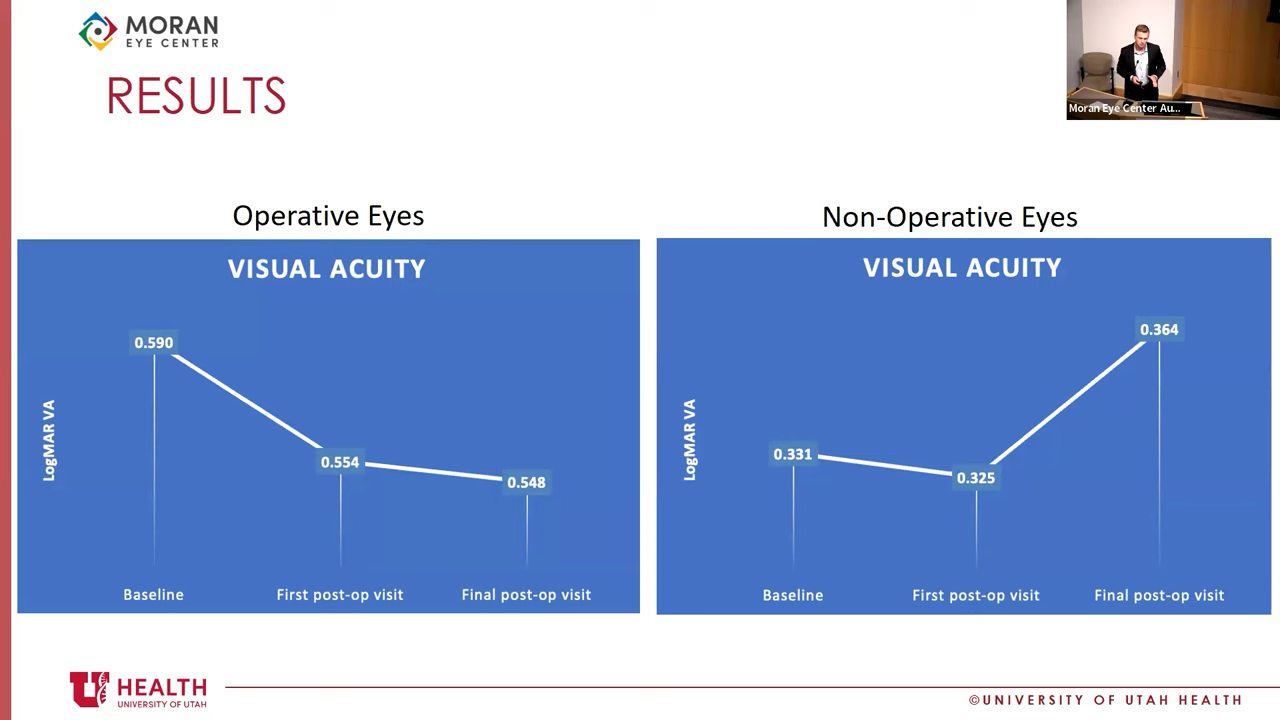 MORAN
EYE CENTER
Moran Eye Center Au...
RESULTS
Operative Eyes
VISUAL ACUITY
LogMAR VA
0.590
0.554
0.548
Baseline
First post-op visit
Final post-op visit
Non-Operative Eyes
VISUAL ACUITY
LogMAR VA
0.331
0.325
0.364
Baseline
First post-op visit
Final post-op visit
U HEALTH
UNIVERSITY OF UTAH
©UNIVERSITY OF UTAH HEALTH